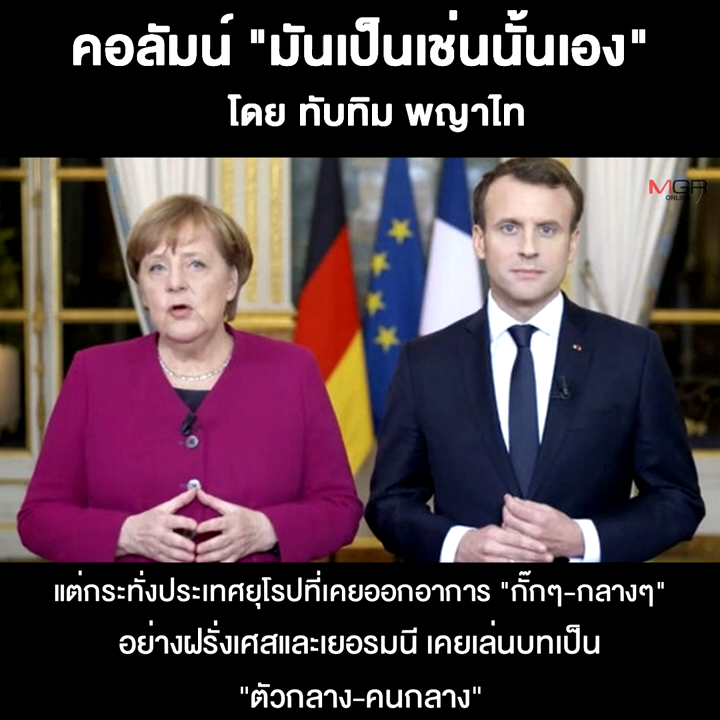 คอลัมน์ "มันเป็นเช่นนั้นเอง"
โดย ทับทิม พญาไท
MGR
ONLINE
แต่กระทั่งประเทศยุโรปที่เคยออกอาการ "กั๊กๆ-กลางๆ"
อย่างฝรั่งเศสและเยอรมนี เคยเล่นบทเป็น
"ตัวกลาง-คนกลาง"